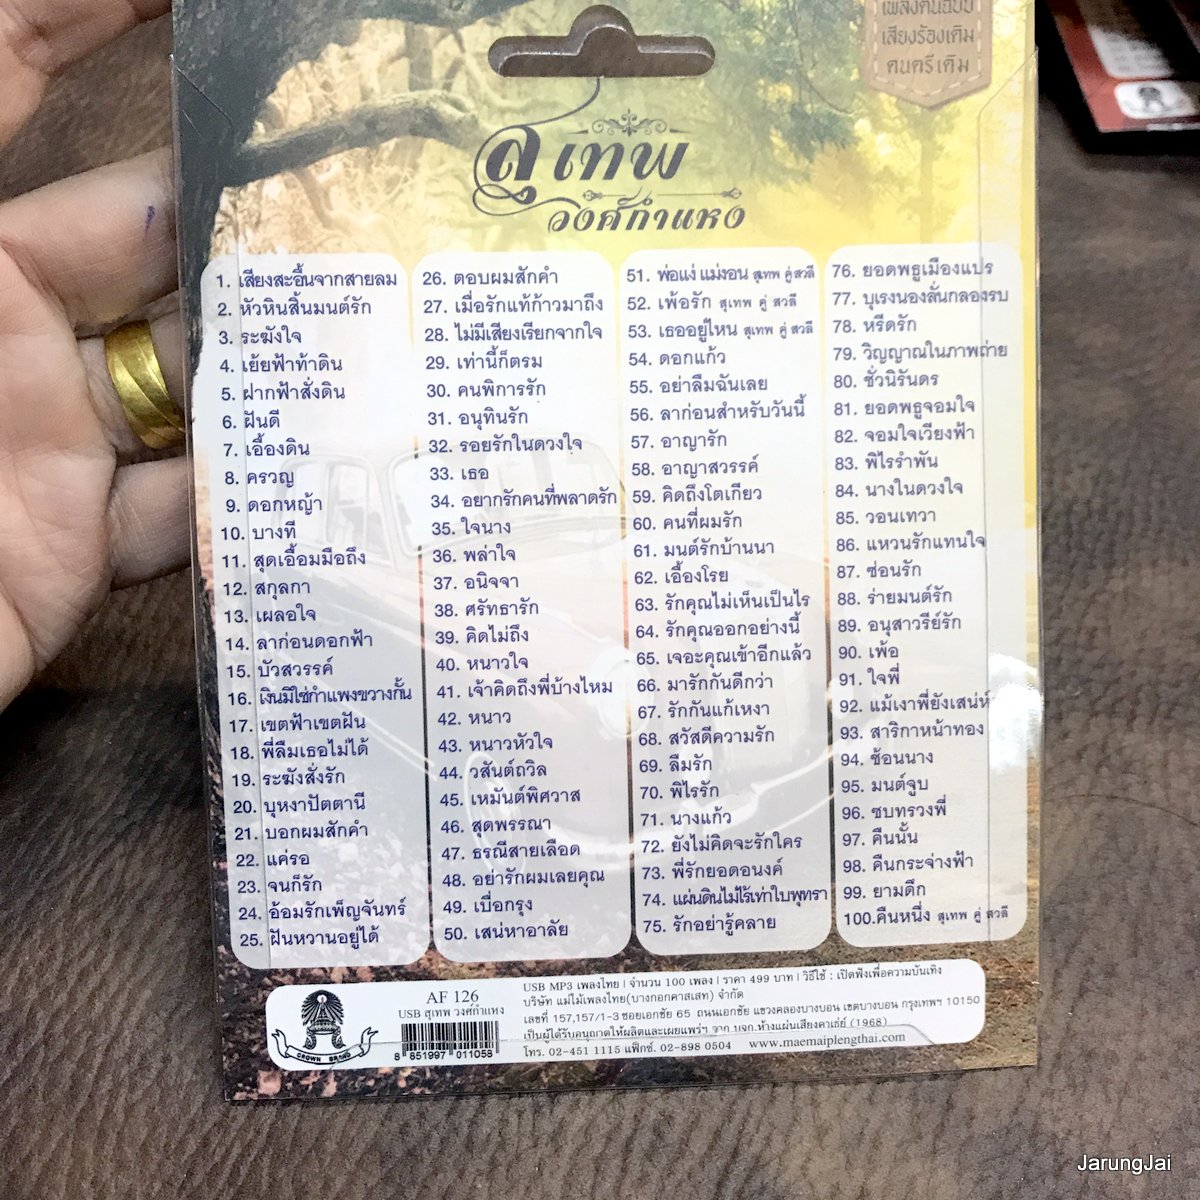 เพลงต้นฉบับ
เสียงร้องเดิม
ดนตรีเดิม
สุเทพ
วงศ์กำแหง
1. เสียงสะอื้นจากสายลม
2. หัวหินสิ้นมนต์รัก
3. ระฆังใจ
4. เย้ยฟ้าท้าดิน
5. ฝากฟ้าสั่งดิน
6. ฝันดี
7. เอื้องดิน
8. ครวญ
9. ดอกหญ้า
10. บางที
11. สุดเอื้อมมือถึง
12. สกุลกา
13. เผลอใจ
14. ลาก่อนดอกฟ้า
15. บัวสวรรค์
16. เงินมิใช่กำแพงขวางกั้น
17. เขตฟ้าเขตฝัน
18. พี่ลืมเธอไม่ได้
19. ระฆังสั่งรัก
20. บุหงาปัตตานี
21. บอกผมสักคำ
22. แค่รอ
23. จนก็รัก
24. อ้อมรักเพ็ญจันทร์
25. ฝันหวานอยู่ได้
26. ตอบผมสักคำ
27. เมื่อรักแท้ก้าวมาถึง
28. ไม่มีเสียงเรียกจากใจ
29. เท่านี้ก็ตรม
30. คนพิการรัก
31. อนุทินรัก
32. รอยรักในดวงใจ
33. เธอ
34. อยากรักคนที่พลาดรัก
35. ใจนาง
36. พล่าใจ
37. อนิจจา
38. ศรัทธารัก
39. คิดไม่ถึง
40. หนาวใจ
41. เจ้าคิดถึงพี่บ้างไหม
42. หนาว
43. หนาวหัวใจ
44. วสันต์ถวิล
45. เหมันต์พิศวาส
46. สุดพรรณา
47. ธรณีสายเลือด
48. อย่ารักผมเลยคุณ
49. เบื่อกรุง
50. เสน่หาอาลัย
51. พ่อแง่ แม่งอน สุเทพ คู่ สวลี
52. เพ้อรัก สุเทพ คู่ สวลี
53. เธออยู่ไหน สุเทพ คู่ สวลี
54. ดอกแก้ว
55. อย่าลืมฉันเลย
56. ลาก่อนสำหรับวันนี้
57. อาญารัก
58. อาญาสวรรค์
59. คิดถึงโตเกียว
60. คนที่ผมรัก
61. มนต์รักบ้านนา
62. เอื้องโรย
63. รักคุณไม่เห็นเป็นไร
64. รักคุณออกอย่างนี้
65. เจอะคุณเข้าอีกแล้ว
66. มารักกันดีกว่า
67. รักกันแก้เหงา
68. สวัสดีความรัก
69. ลืมรัก
70. พิไรรัก
71. นางแก้ว
72. ยังไม่คิดจะรักใคร
73. พี่รักยอดอนงค์
74. แผ่นดินไม่ไร้เท่าใบพุทรา
75. รักอย่ารู้คลาย
76. ยอดพธูเมืองแปร
77. บุเรงนองลั่นกลองรบ
78. หรีดรัก
79. วิญญาณในภาพถ่าย
80. ชั่วนิรันดร
81. ยอดพธูจอมใจ
82. จอมใจเวียงฟ้า
83. พิไรรำพัน
84. นางในดวงใจ
85. วอนเทวา
86. แหวนรักแทนใจ
87. ซ่อนรัก
88. ร่ายมนต์รัก
89. อนุสาวรีย์รัก
90. เพ้อ
91. ใจพี่
92. แม้เงาพี่ยังเสน่ห์
93. สาริกาหน้าทอง
94. ช้อนนาง
95. มนต์จูบ
96. ซบทรวงพี่
97. คืนนั้น
98. คืนกระจ่างฟ้า
99. ยามดึก
100.คืนหนึ่ง สุเทพ คู่ สวลี
CROWN BRAND
AF 126
USB สุเทพ วงศ์กำแหง
8 851997 011058
USB MP3 เพลงไทย | จำนวน 100 เพลง | ราคา 499 บาท | วิธีใช้ : เปิดฟังเพื่อความบันเทิง
บริษัท แม่ไม้เพลงไทย(บางกอกคาสเสท) จำกัด
เลขที่ 157,157/1-3 ซอยเอกชัย 65 ถนนเอกชัย แขวงคลองบางบอน เขตบางบอน กรุงเทพฯ 10150
เป็นผู้ได้รับอนุญาตให้ผลิตและเผยแพร่ฯ จาก บจก.ห้างแผ่นเสียงคาเธ่ย์ (1968)
โทร. 02-451 1115 แฟ็กซ์. 02-898 0504 www.maemaiplengthai.com
JarungJai